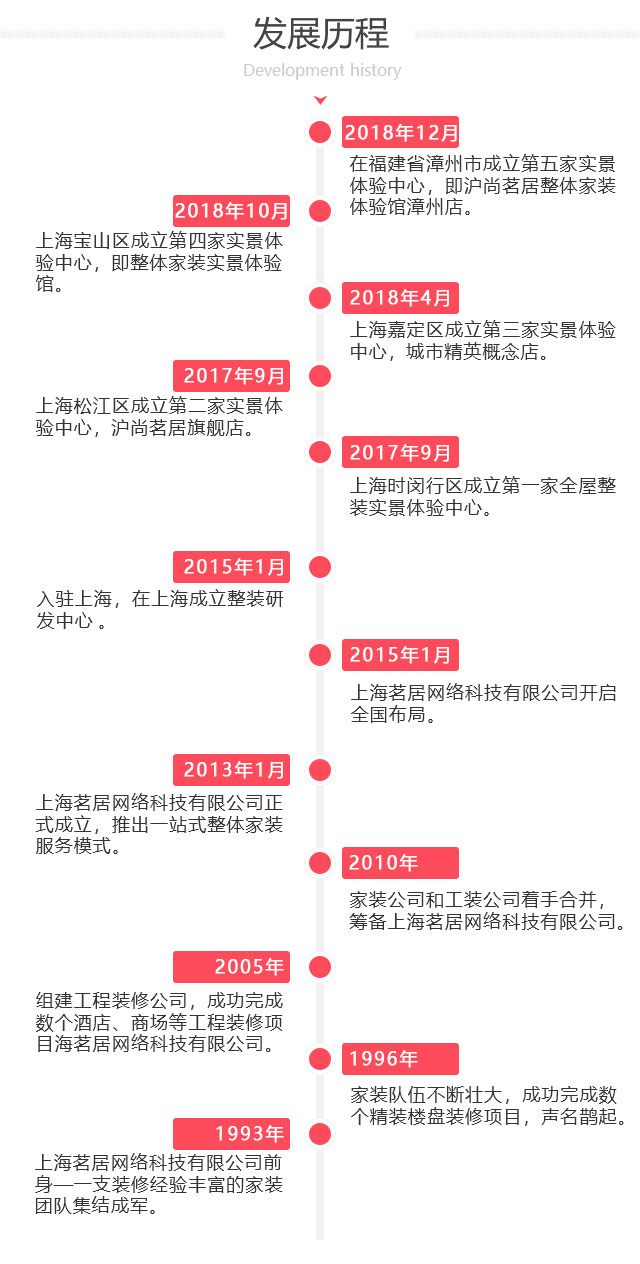 发展历程
Development history
2018年12月
在福建省漳州市成立第五家实景
体验中心，即沪尚茗居整体家装
体验馆漳州店。
2018年10月
上海宝山区成立第四家实景体
验中心，即整体家装实景体验
馆。
2018年4月
上海嘉定区成立第三家实景体验
中心，城市精英概念店。
2017年9月
上海松江区成立第二家实景体
验中心，沪尚茗居旗舰店。
2017年9月
上海时闵行区成立第一家全屋整
装实景体验中心。
2015年1月
入驻上海，在上海成立整装研
发中心 。
2015年1月
上海茗居网络科技有限公司开启
全国布局。
2013年1月
上海茗居网络科技有限公司正
式成立，推出一站式整体家装
服务模式。
2010年
家装公司和工装公司着手合并，
筹备上海茗居网络科技有限公司。
2005年
组建工程装修公司，成功完成
数个酒店、商场等工程装修项
目海茗居网络科技有限公司。
1996年
家装队伍不断壮大，成功完成数
个精装楼盘装修项目，声名鹊起。
1993年
上海茗居网络科技有限公司前
身—一支装修经验丰富的家装
团队集结成军。